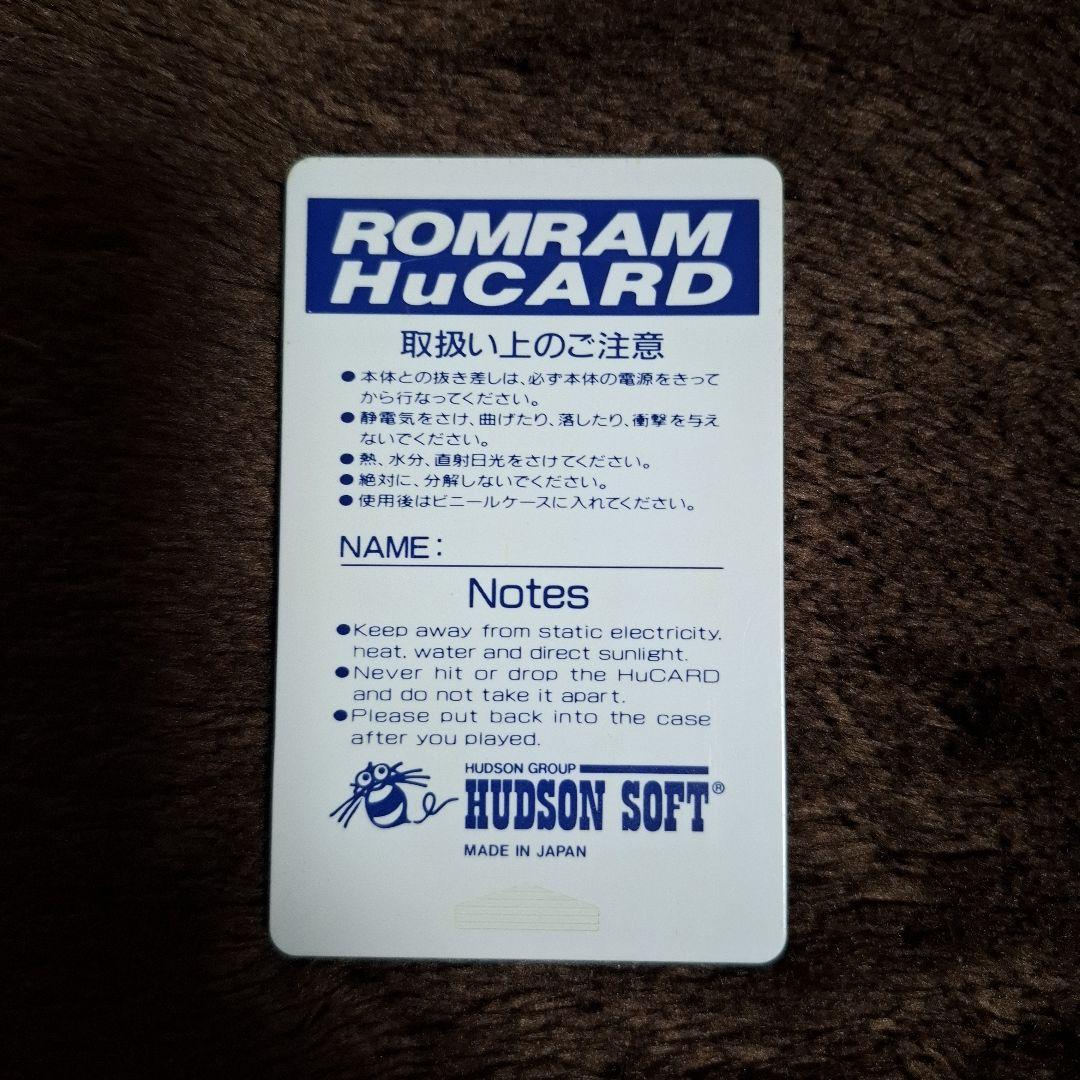 ROMRAM
HuCARD
取扱い上のご注意
●本体との抜き差しは、必ず本体の電源をきって
から行なってください。
●静電気をさけ、曲げたり、落したり、衝撃を与え
ないでください。
●熱、水分、直射日光をさけてください。
●絶対に、分解しないでください。
●使用後はビニールケースに入れてください。
NAME:
Notes
●Keep away from static electricity.
heat. water and direct sunlight.
●Never hit or drop the HuCARD
and do not take it apart.
●Please put back into the case
after you played.
HUDSON GROUP
HUDSON SOFT®
MADE IN JAPAN